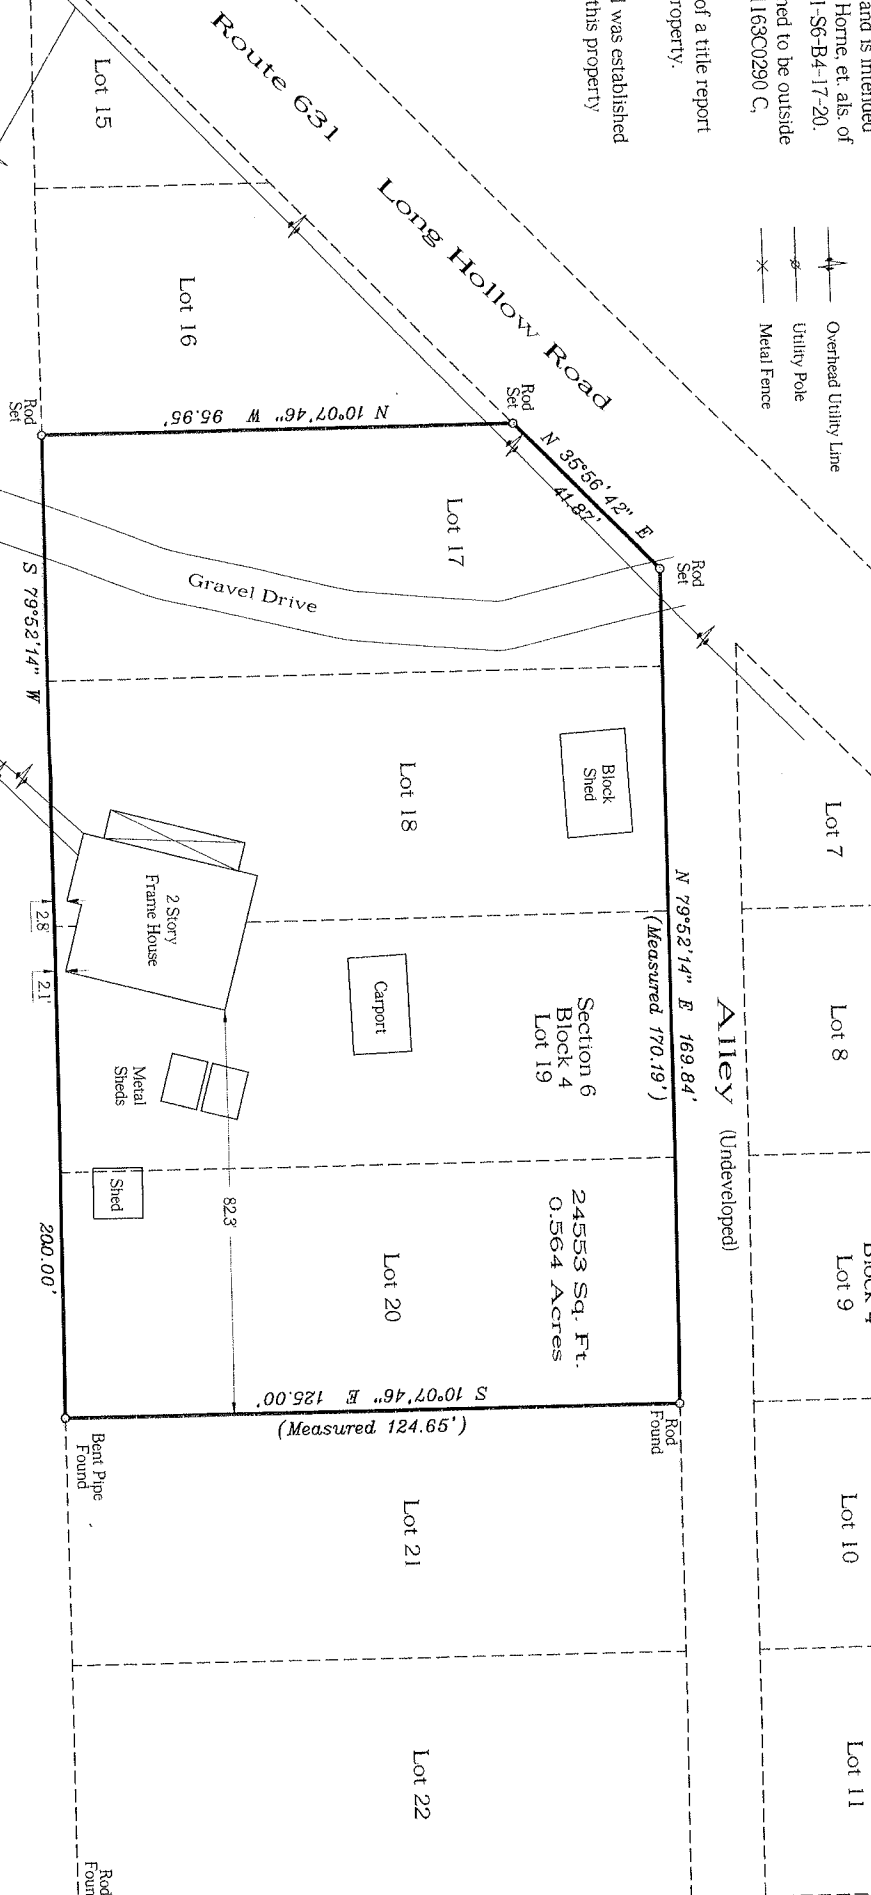 and is intended
Horne, et. als. of
1-S6-B4-17-20.
ned to be outside
163C0290 C,
of a title report
roperty.
was established
this property
Overhead Utility Line
Utility Pole
Metal Fence
Route 631 Long Hollow Road
Lot 15
Lot 16
Lot 7
Lot 8
Block 4
Lot 9
Lot 10
Lot 11
Alley (Undeveloped)
Rod
Set
N 35°56'42" E
41.87'
Rod
Set
N 79°52'14" E 169.84'
(Measured 170.19')
Rod
Found
N 10°07'46" W 95.95'
Lot 17
Gravel Drive
Block
Shed
Lot 18
Section 6
Block 4
Lot 19
Carport
24553 Sq. Ft.
0.564 Acres
Lot 20
2 Story
Frame House
Metal
Sheds
Shed
82.3'
S 10°07'46" E 125.00'
(Measured 124.65')
Lot 21
Lot 22
Rod
Set
S 79°52'14" W
2.8'
2.1'
200.00'
Bent Pipe
Found
Rod
Foun